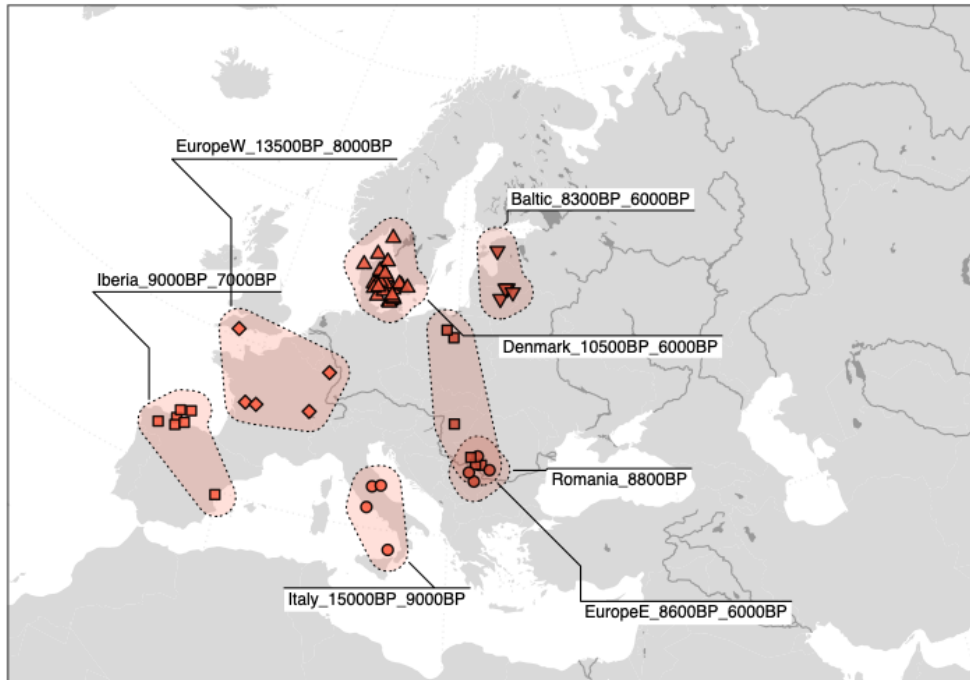 EuropeW_13500BP_8000BP
Baltic_8300BP_6000BP
Iberia_9000BP_7000BP
Denmark_10500BP_6000BP
Romania_8800BP
Italy_15000BP_9000BP
EuropeE_8600BP_6000BP